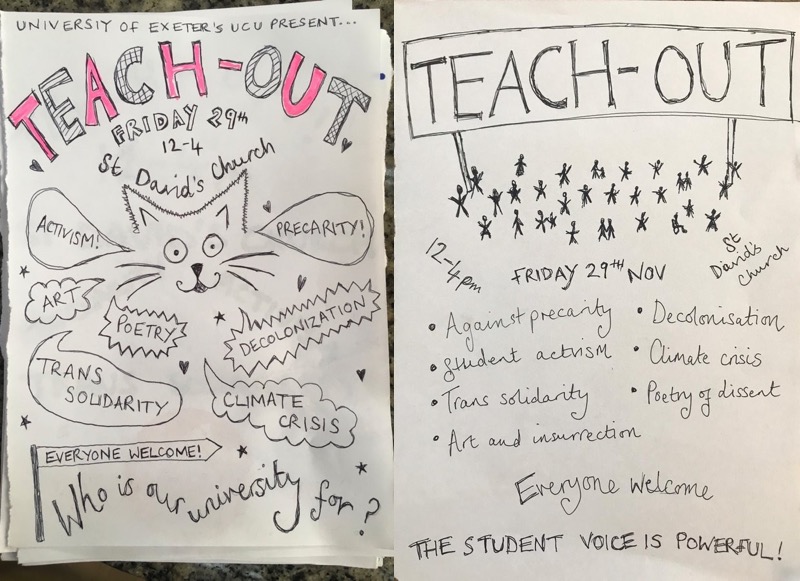 UNIVERSIY OF EXETER'S UCU PRESENT...
TEACH-OUT
FRIDAY 29th
12-4
St David's Church
ACTIVISM!
PRECARITY!
ART
POETRY
DECOLONIZATION
TRANS
SOLIDARITY
CLIMATE
CRISIS
EVERYONE WELCOME!
Who is our university for?
TEACH-OUT
12-4pm
FRIDAY 29TH NOV
St
David's
Church
• Against precarity
• Student activism
• Trans solidarity
• Art and insurrection
• Decolonisation
• Climate crisis
• Poetry of dissent
Everyone welcome
THE STUDENT VOICE IS POWERFUL!